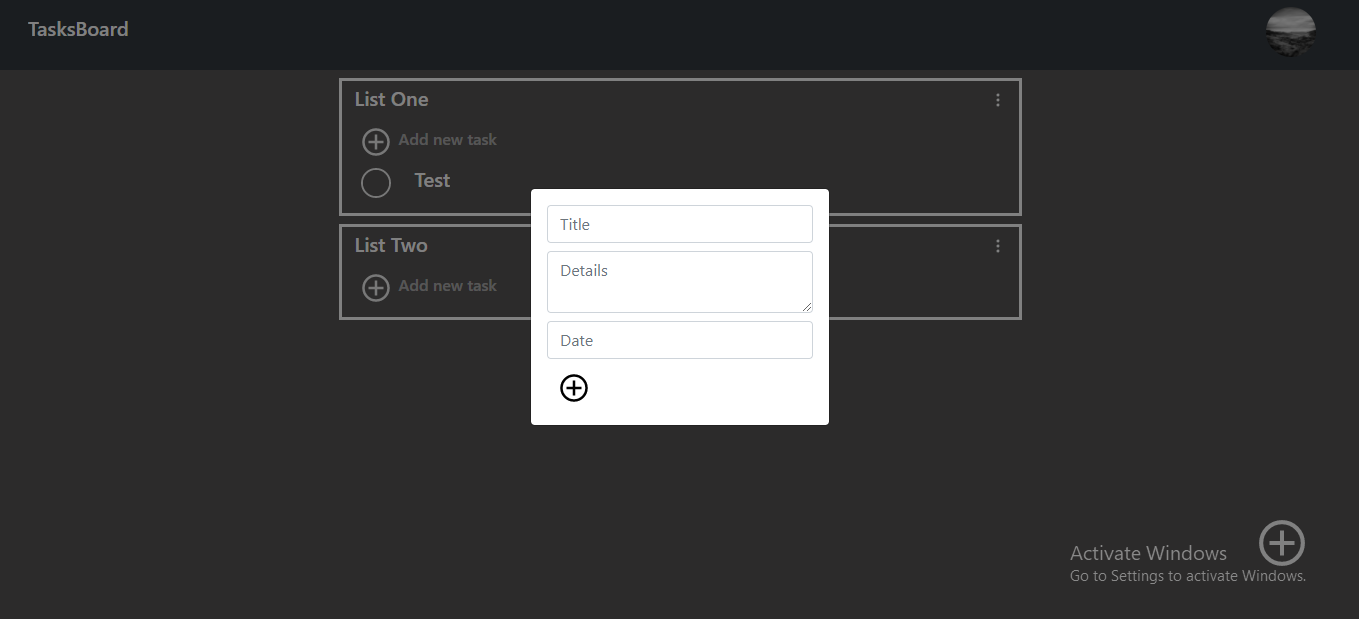 TasksBoard
List One
Add new task
Test
List Two
Add new task
Title
Details
Date
Activate Windows
Go to Settings to activate Windows.